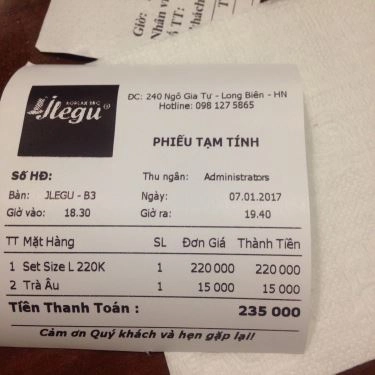 Giờ:
Nhân v
TT:
khách
KOREAN BBQ
Jlegu®
ĐC: 240 Ngô Gia Tự - Long Biên - HN
Hotline: 098 127 5865
PHIẾU TẠM TÍNH
Số HĐ: Thu ngân: Administrators
Bàn: JLEGU - B3 Ngày: 07.01.2017
Giờ vào: 18.30 Giờ ra: 19.40
TT Mặt Hàng SL Đơn Giá Thành Tiền
1 Set Size L 220K 1 220 000 220 000
2 Trà Âu 1 15 000 15 000
Tiền Thanh Toán : 235 000
Cảm ơn Quý khách và hẹn gặp lại!